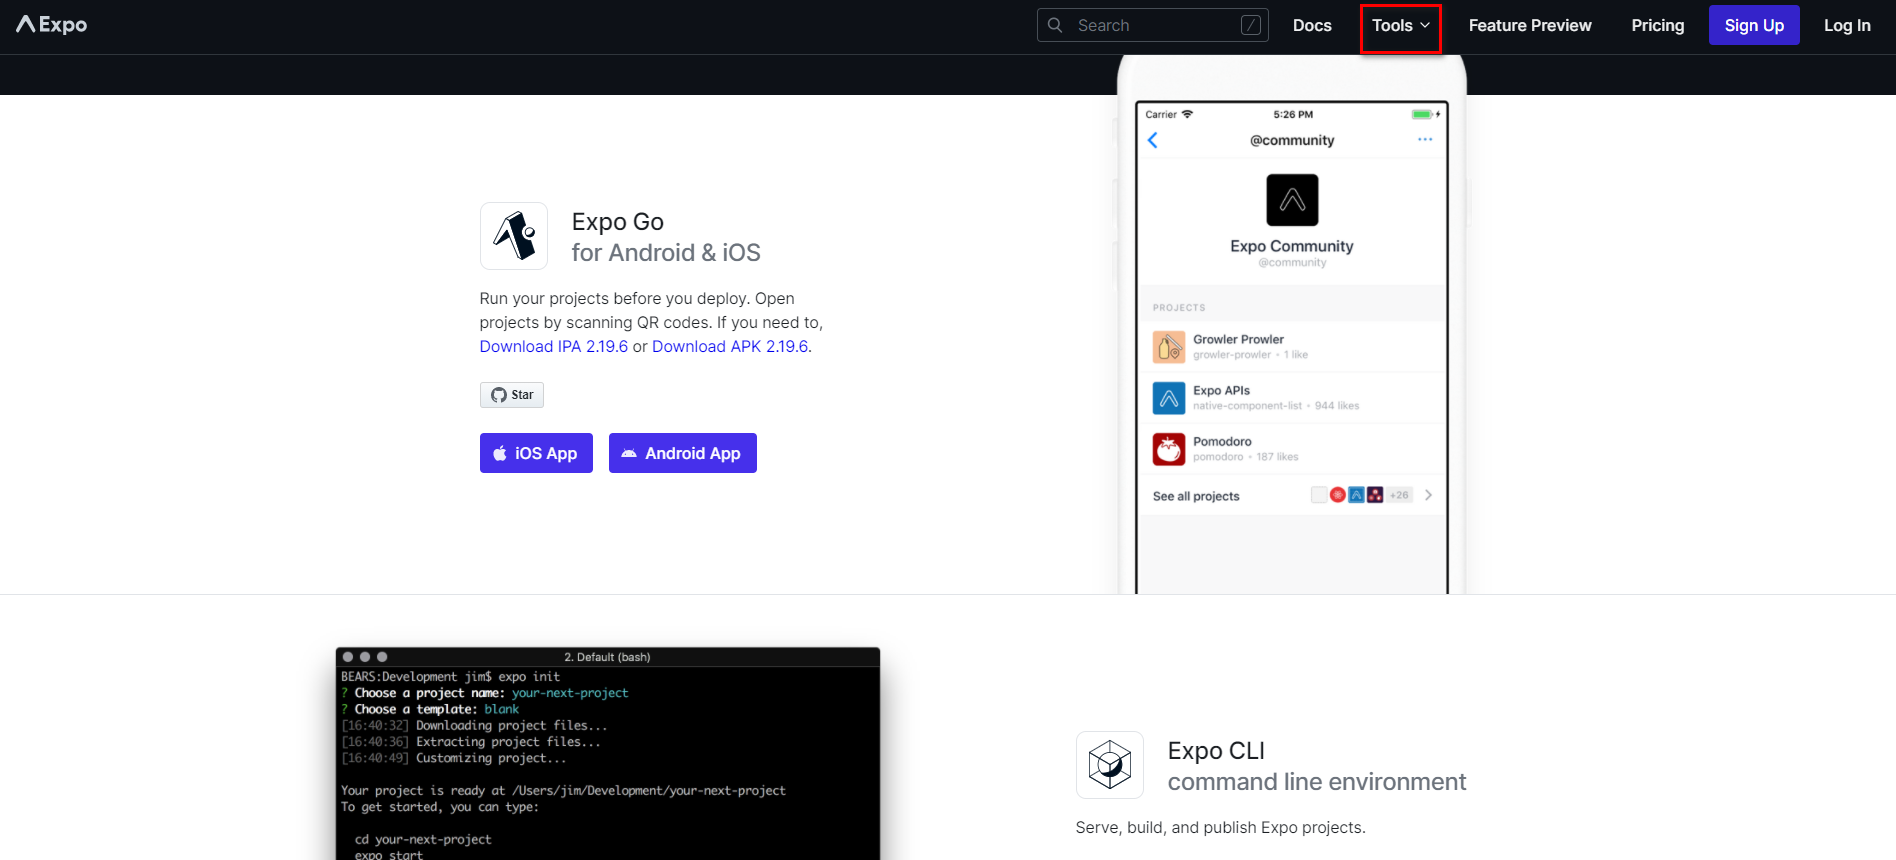 Expo
Search /
Docs
Tools
Feature Preview
Pricing
Sign Up
Log In
Expo Go
for Android & iOS
Run your projects before you deploy. Open
projects by scanning QR codes. If you need to,
Download IPA 2.19.6 or Download APK 2.19.6.
Star
iOS App
Android App
Carrier 5:26 PM
@community
Expo Community
@community
PROJECTS
Growler Prowler
growler-prowler • 1 like
Expo APIs
native-component-list • 944 likes
Pomodoro
pomodoro • 187 likes
See all projects +26
2. Default (bash)
BEARS:Development jim$ expo init
? Choose a project name: your-next-project
? Choose a template: blank
[16:40:32] Downloading project files...
[16:40:36] Extracting project files...
[16:40:49] Customizing project...
Your project is ready at /Users/jim/Development/your-next-project
To get started, you can type:
cd your-next-project
expo start
Expo CLI
command line environment
Serve, build, and publish Expo projects.